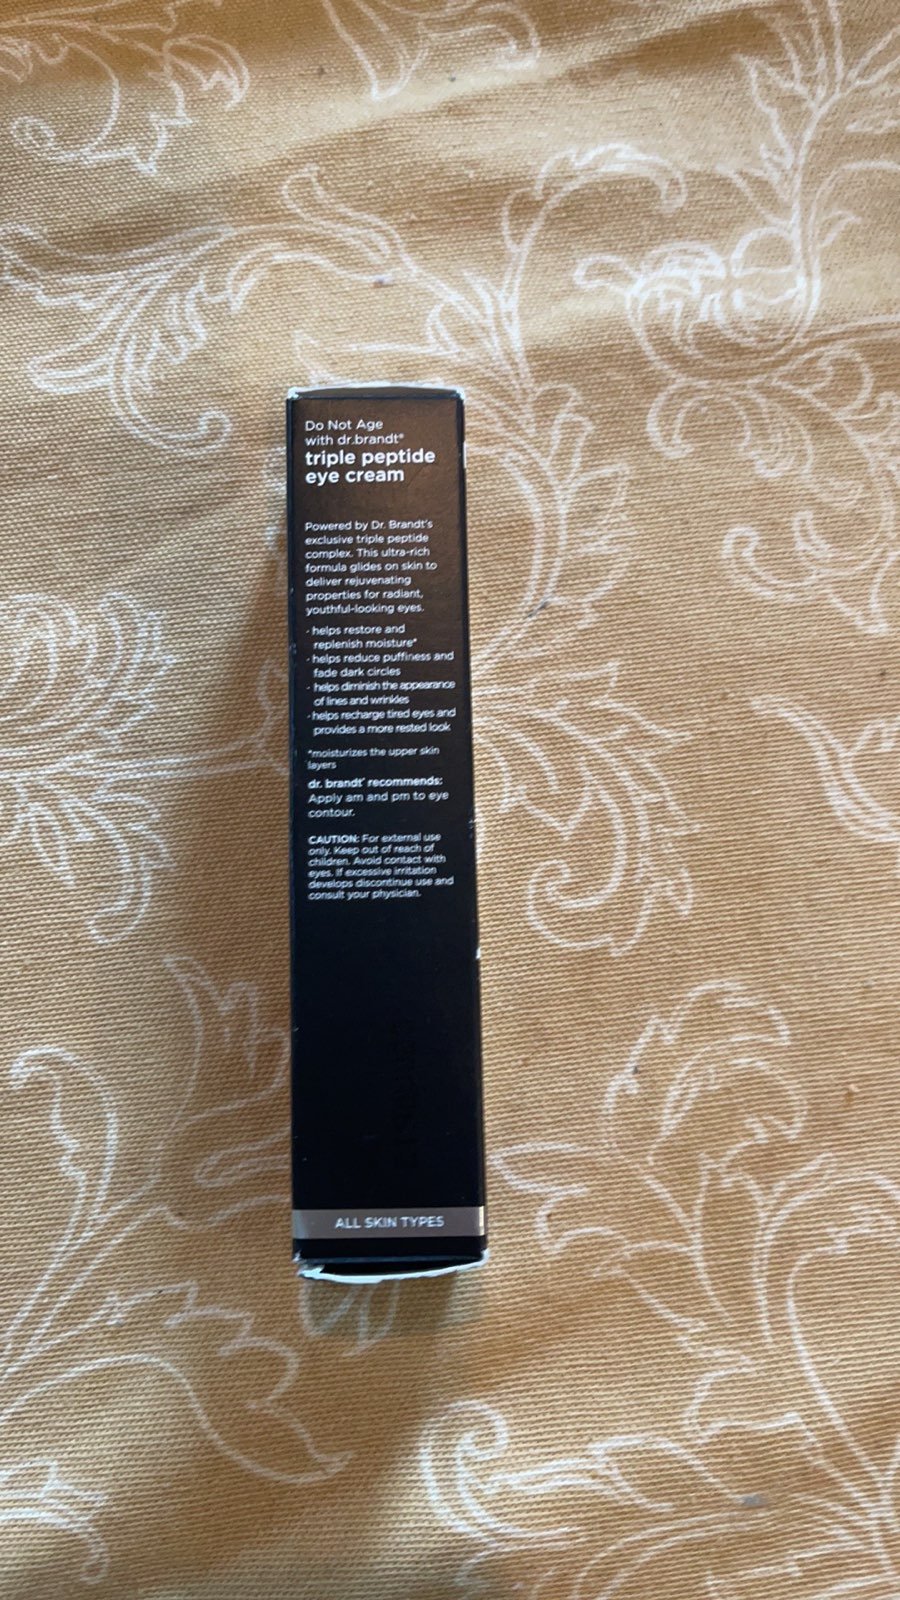 Do Not Age
with dr.brandt®
triple peptide
eye cream
Powered by Dr. Brandt's
exclusive triple peptide
complex. This ultra-rich
formula glides on skin to
deliver rejuvenating
properties for radiant,
youthful-looking eyes.
· helps restore and
replenish moisture*
· helps reduce puffiness and
fade dark circles
· helps diminish the appearance
of lines and wrinkles
· helps recharge tired eyes and
provides a more rested look
*moisturizes the upper skin
layers
dr. brandt® recommends:
Apply am and pm to eye
contour.
CAUTION: For external use
only. Keep out of reach of
children. Avoid contact with
eyes. If excessive irritation
develops discontinue use and
consult your physician.
ALL SKIN TYPES